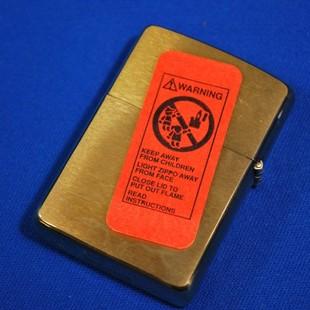 WARNING
KEEP AWAY
FROM CHILDREN
LIGHT ZIPPO AWAY
FROM FACE
CLOSE LID TO
PUT OUT FLAME
READ
INSTRUCTIONS